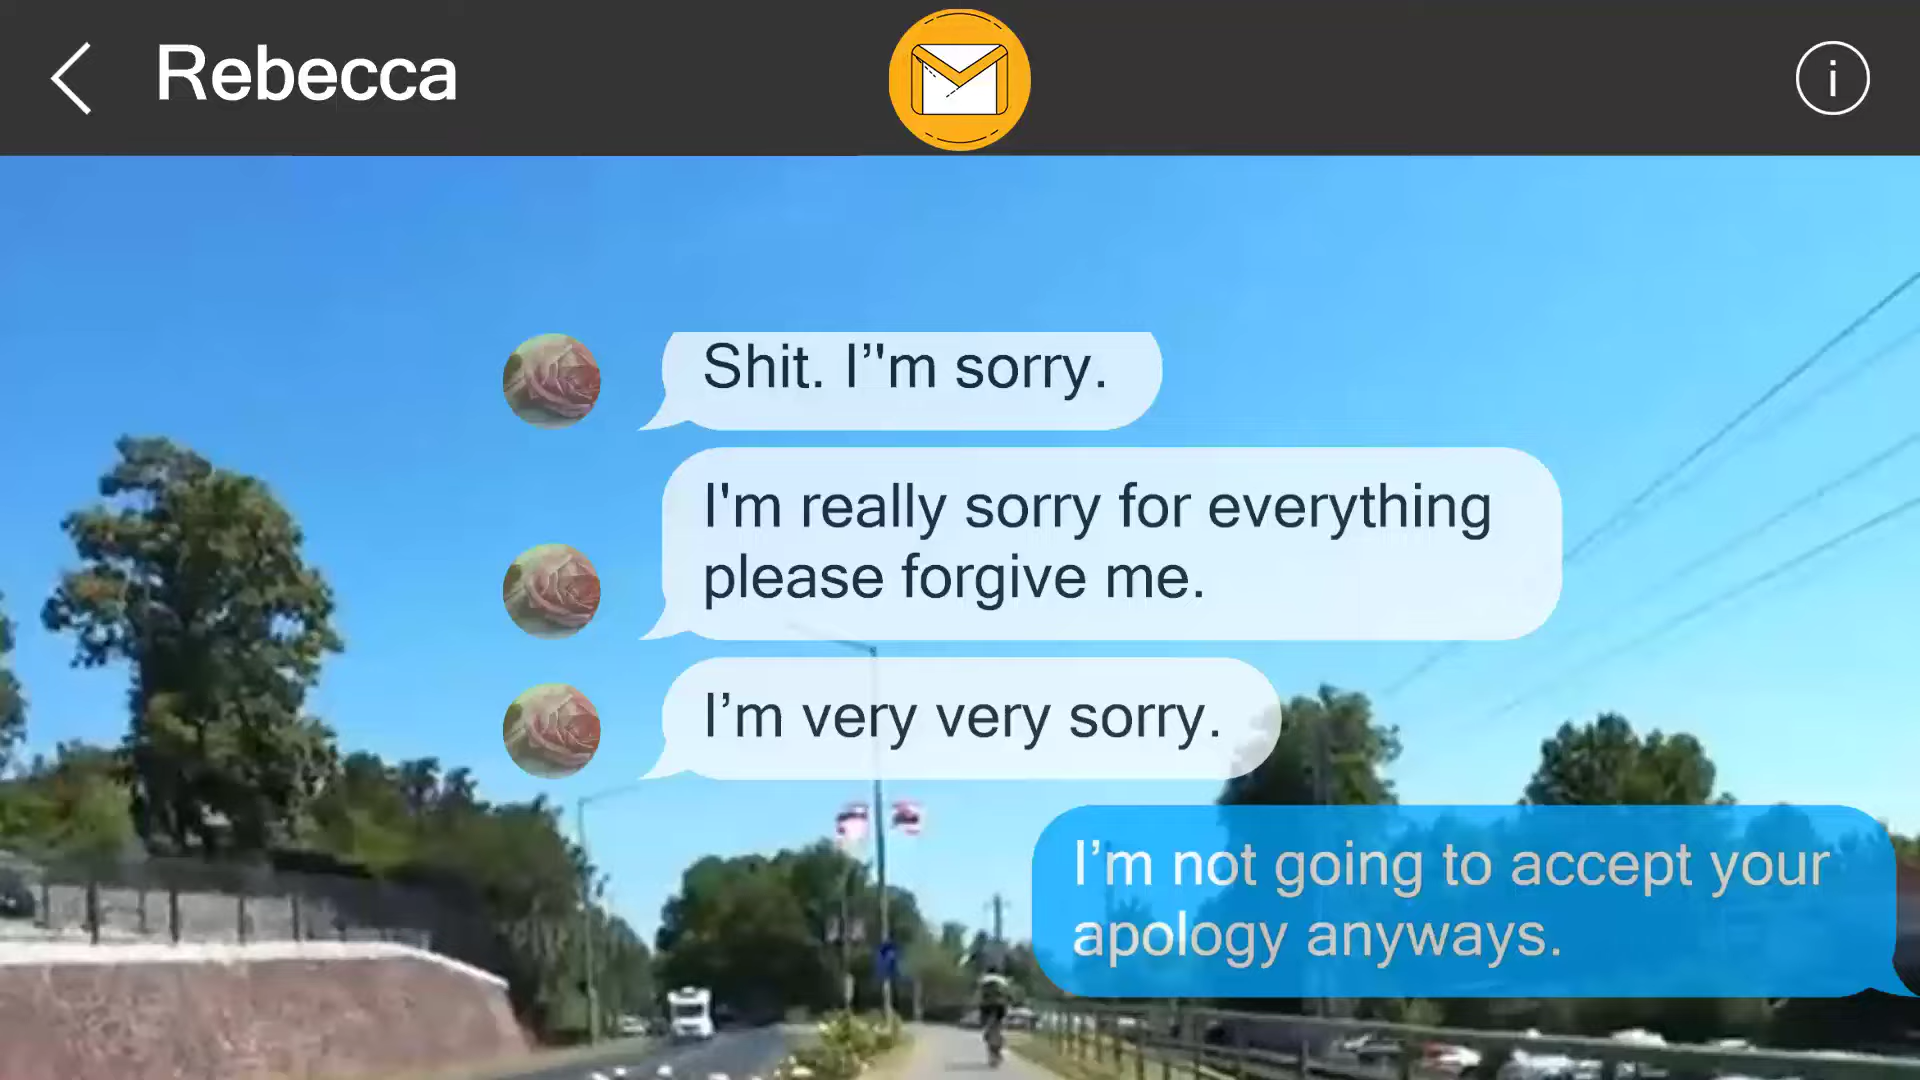 Rebecca
Shit. I’'m sorry.
I'm really sorry for everything
please forgive me.
I’m very very sorry.
I’m not going to accept your
apology anyways.